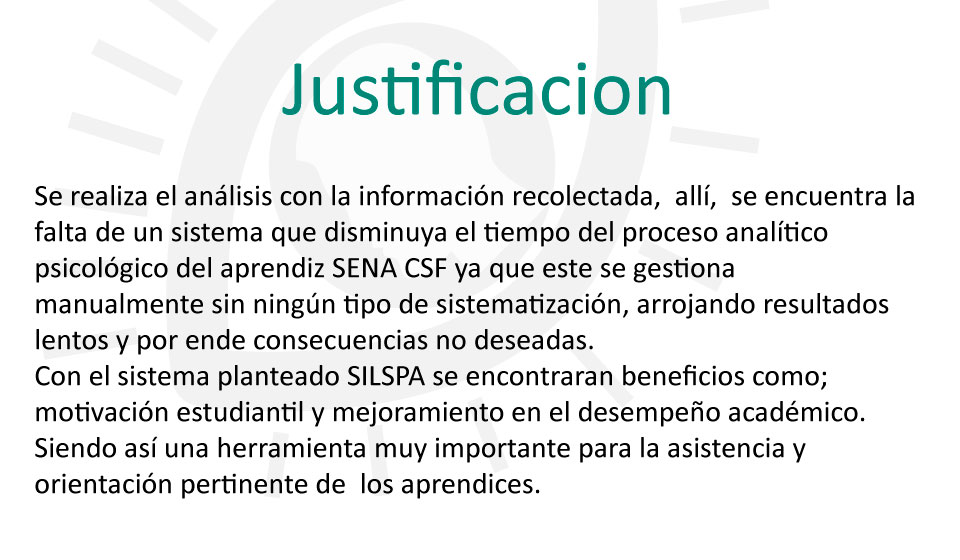 Justificacion
Se realiza el análisis con la información recolectada,  allí,  se encuentra la
falta de un sistema que disminuya el tiempo del proceso analítico
psicológico del aprendiz SENA CSF ya que este se gestiona
manualmente sin ningún tipo de sistematización, arrojando resultados
lentos y por ende consecuencias no deseadas.
Con el sistema planteado SILSPA se encontraran beneficios como;
motivación estudiantil y mejoramiento en el desempeño académico.
Siendo así una herramienta muy importante para la asistencia y
orientación pertinente de  los aprendices.